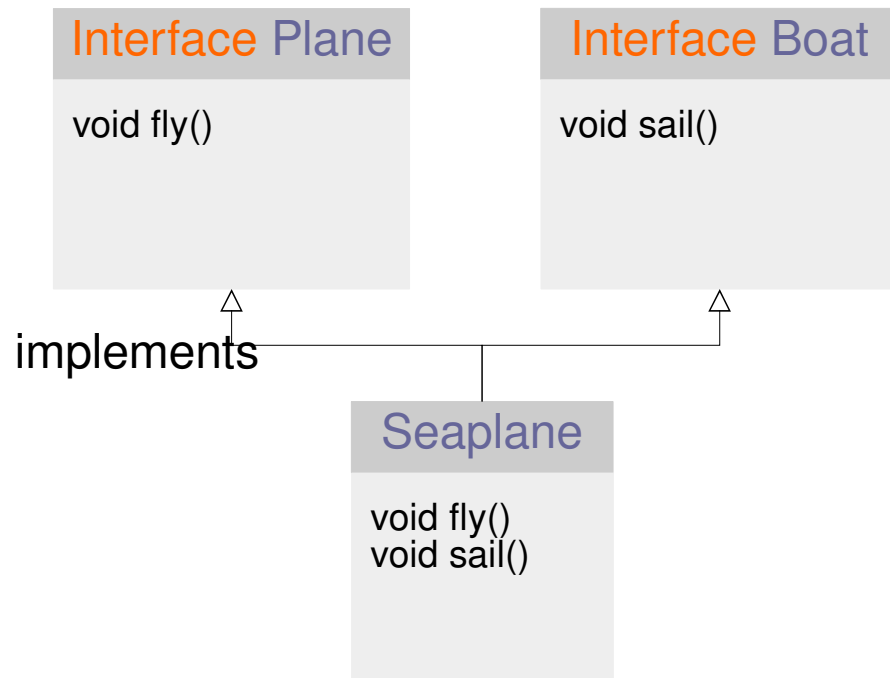 Interface Plane
void fly()
Interface Boat
void sail()
implements
Seaplane
void fly()
void sail()